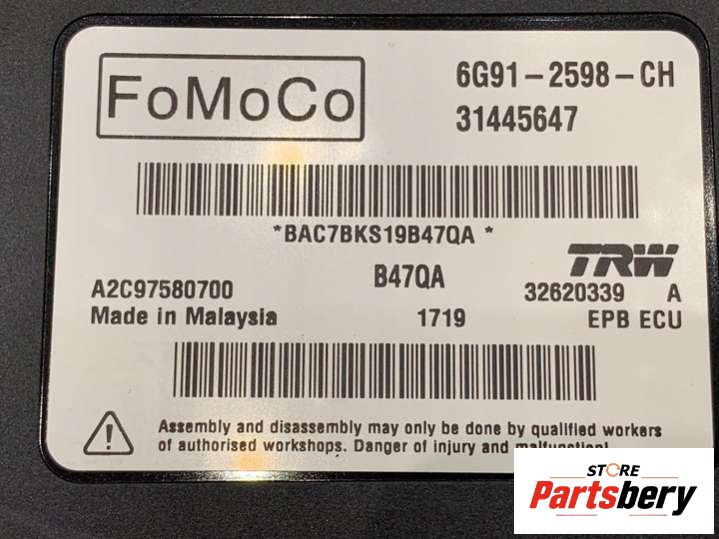 FoMoCo
6G91-2598-CH
31445647
*BAC7BKS19B47QA *
TRW
A2C97580700 B47QA 32620339 A
Made in Malaysia 1719 EPB ECU
Assembly and disassembly may only be done by qualified workers
of authorised workshops. Danger of injury and malfunction!
STORE
Partsbery